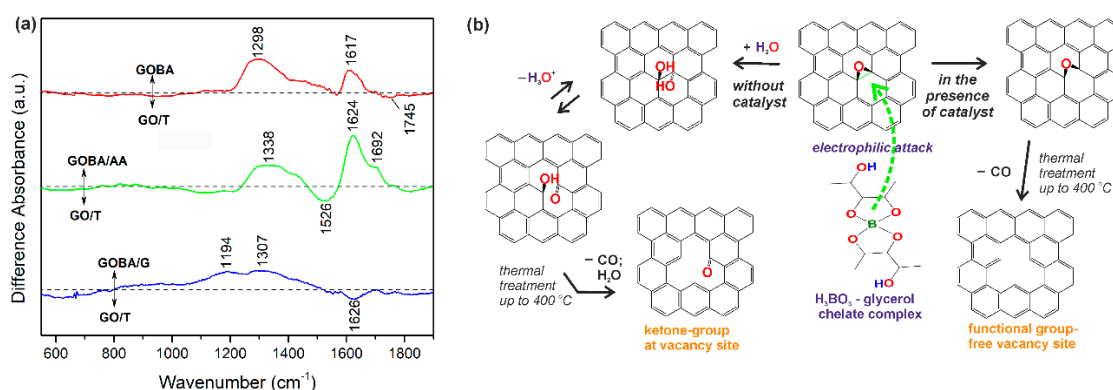 (a)
Difference Absorbance (a.u.)
GOBA
GO/T
1298
1617
1745
GOBA/AA
GO/T
1338
1526
1624
1692
GOBA/G
GO/T
1194
1307
1626
600 800 1000 1200 1400 1600 1800
Wavenumber (cm⁻¹)
(b)
OH
HO
+ H₂O
without
catalyst
O
in the
presence
of catalyst
O
− H₃O⁺
OH
O
electrophilic attack
OH
O O
B
O O
HO
H₃BO₃ - glycerol
chelate complex
− CO
thermal
treatment
up to 400 °C
thermal
treatment
up to 400 °C
− CO;
H₂O
O
ketone-group
at vacancy site
functional group-
free vacancy site